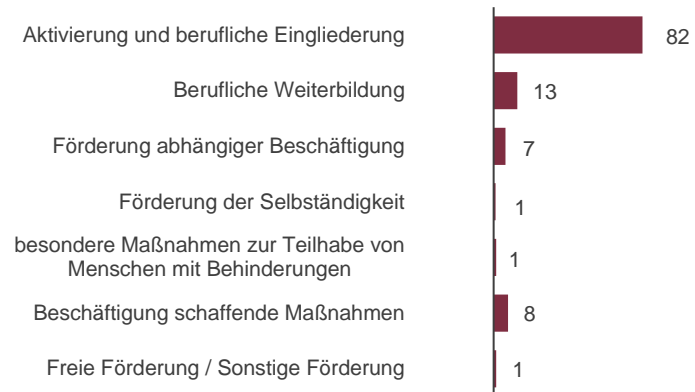 Aktivierung und berufliche Eingliederung 82
Berufliche Weiterbildung 13
Förderung abhängiger Beschäftigung 7
Förderung der Selbständigkeit 1
besondere Maßnahmen zur Teilhabe von
Menschen mit Behinderungen 1
Beschäftigung schaffende Maßnahmen 8
Freie Förderung / Sonstige Förderung 1